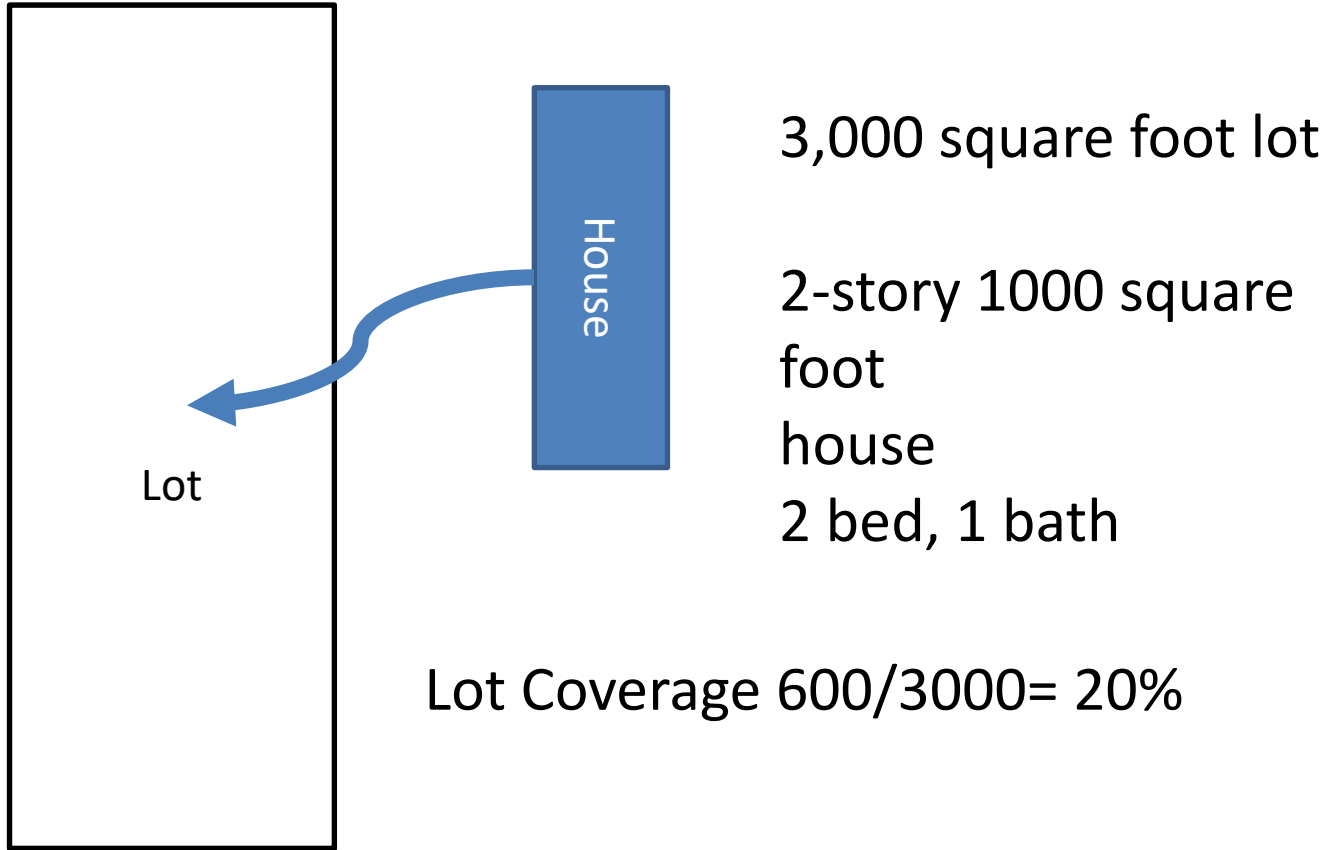 3,000 square foot lot
House
2-story 1000 square
foot
house
2 bed, 1 bath
Lot
Lot Coverage 600/3000= 20%